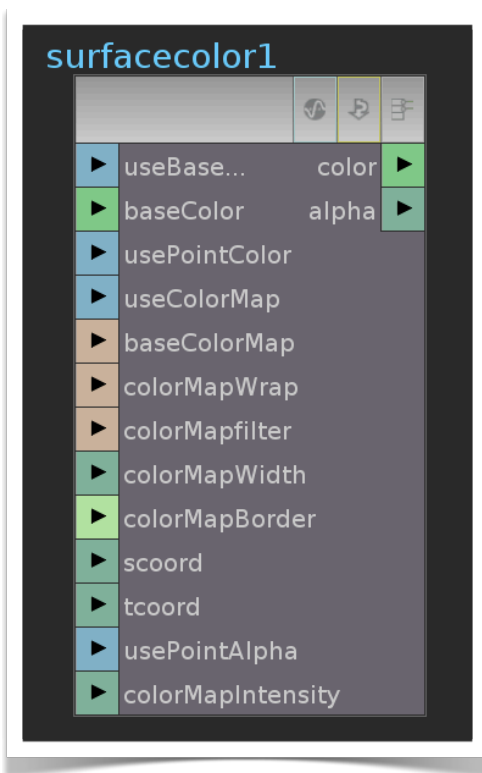 surfacecolor1
useBase... color
baseColor alpha
usePointColor
useColorMap
baseColorMap
colorMapWrap
colorMapfilter
colorMapWidth
colorMapBorder
scoord
tcoord
usePointAlpha
colorMapIntensity